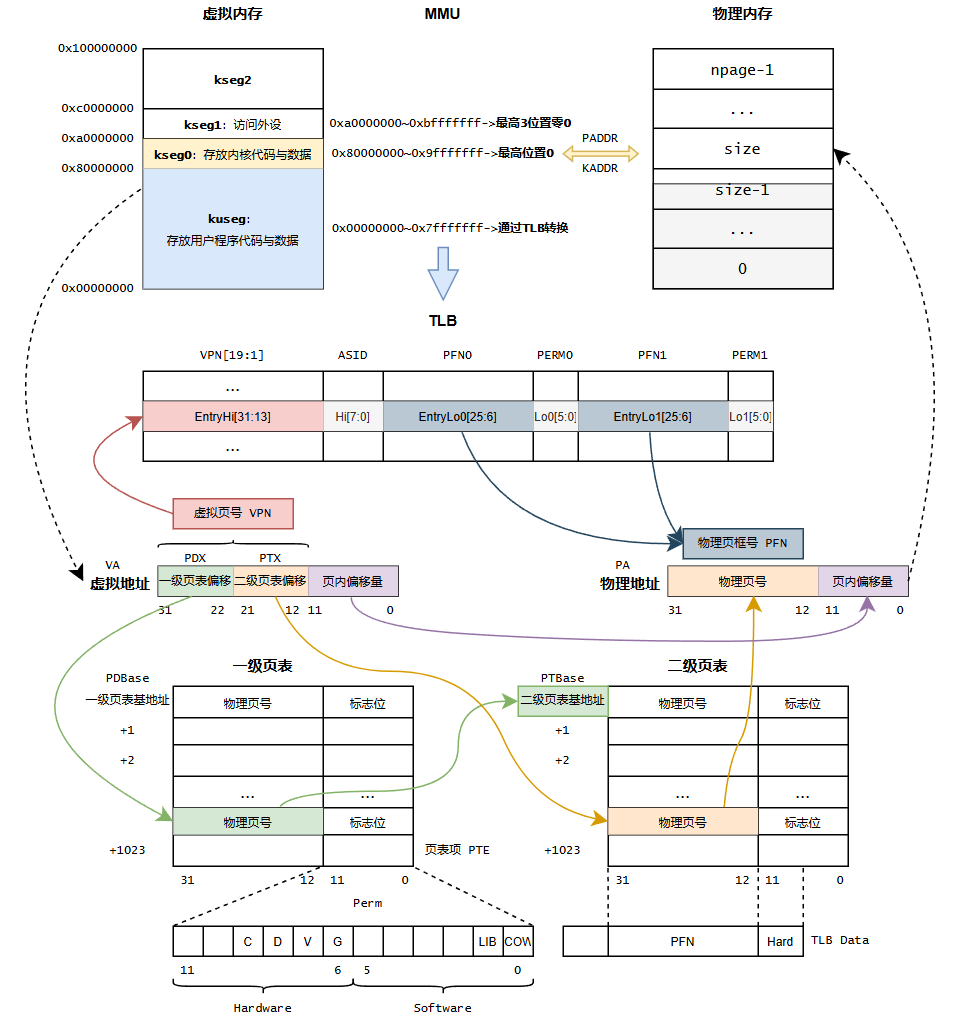 虚拟内存
MMU
物理内存
0x100000000
kseg2
npage-1
0xc0000000
...
kseg1: 访问外设
0xa0000000~0xbfffffff->最高3位置零0
0xa0000000
PADDR
kseg0: 存放内核代码与数据
0x80000000~0x9fffffff->最高位置0
size
0x80000000
KADDR
size-1
kuseg:
存放用户程序代码与数据
0x00000000~0x7fffffff->通过TLB转换
...
0
0x00000000
TLB
VPN[19:1]
ASID
PFN0
PERM0
PFN1
PERM1
...
EntryHi[31:13]
Hi[7:0]
EntryLo0[25:6]
Lo0[5:0]
EntryLo1[25:6]
Lo1[5:0]
...
虚拟页号 VPN
物理页框号 PFN
PDX
PTX
VA
虚拟地址
一级页表偏移
二级页表偏移
页内偏移量
PA
物理地址
物理页号
页内偏移量
31
22
21
12
11
0
31
12
11
0
一级页表
二级页表
PDBase
一级页表基地址
物理页号
标志位
PTBase
二级页表基地址
物理页号
标志位
+1
+1
+2
+2
...
...
...
...
物理页号
标志位
物理页号
标志位
+1023
页表项 PTE
+1023
31
12
11
0
31
12
11
0
Perm
C
D
V
G
LIB
COW
PFN
Hard
TLB Data
11
6
5
0
Hardware
Software